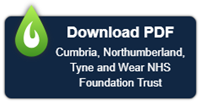 Download PDF
Cumbria, Northumberland,
Tyne and Wear NHS
Foundation Trust